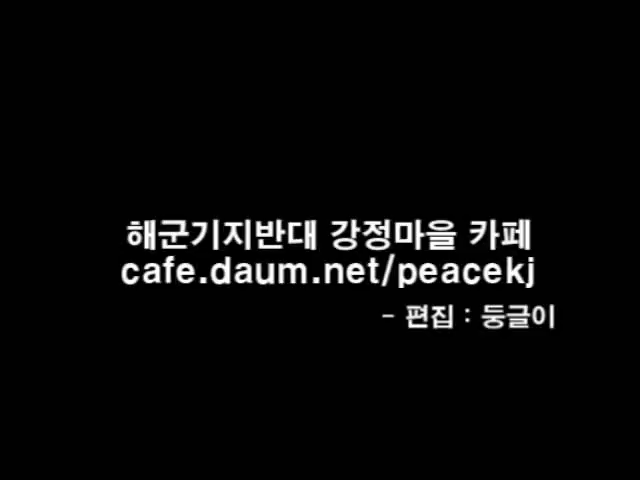 해군기지반대 강정마을 카페
cafe.daum.net/peacekj
- 편집 : 둥글이